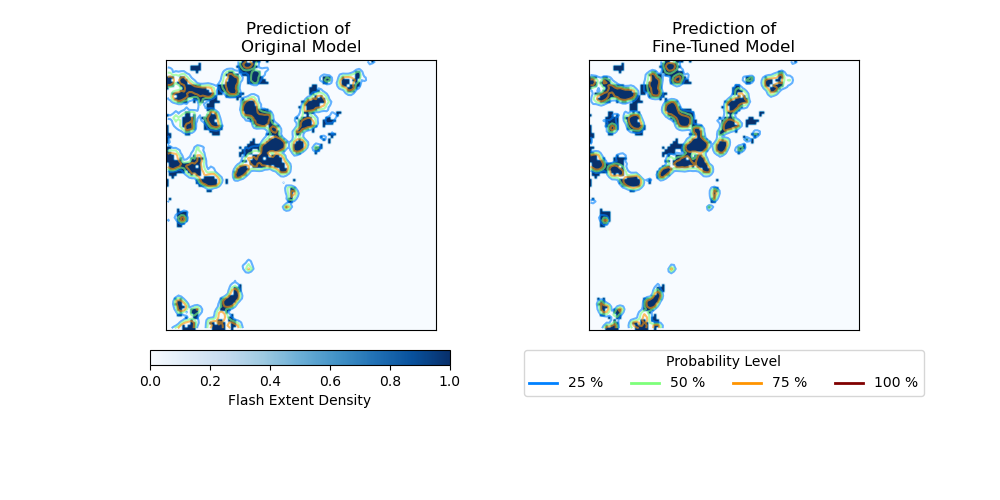 Prediction of
Original Model
Prediction of
Fine-Tuned Model
0.0 0.2 0.4 0.6 0.8 1.0
Flash Extent Density
Probability Level
25 % 50 % 75 % 100 %